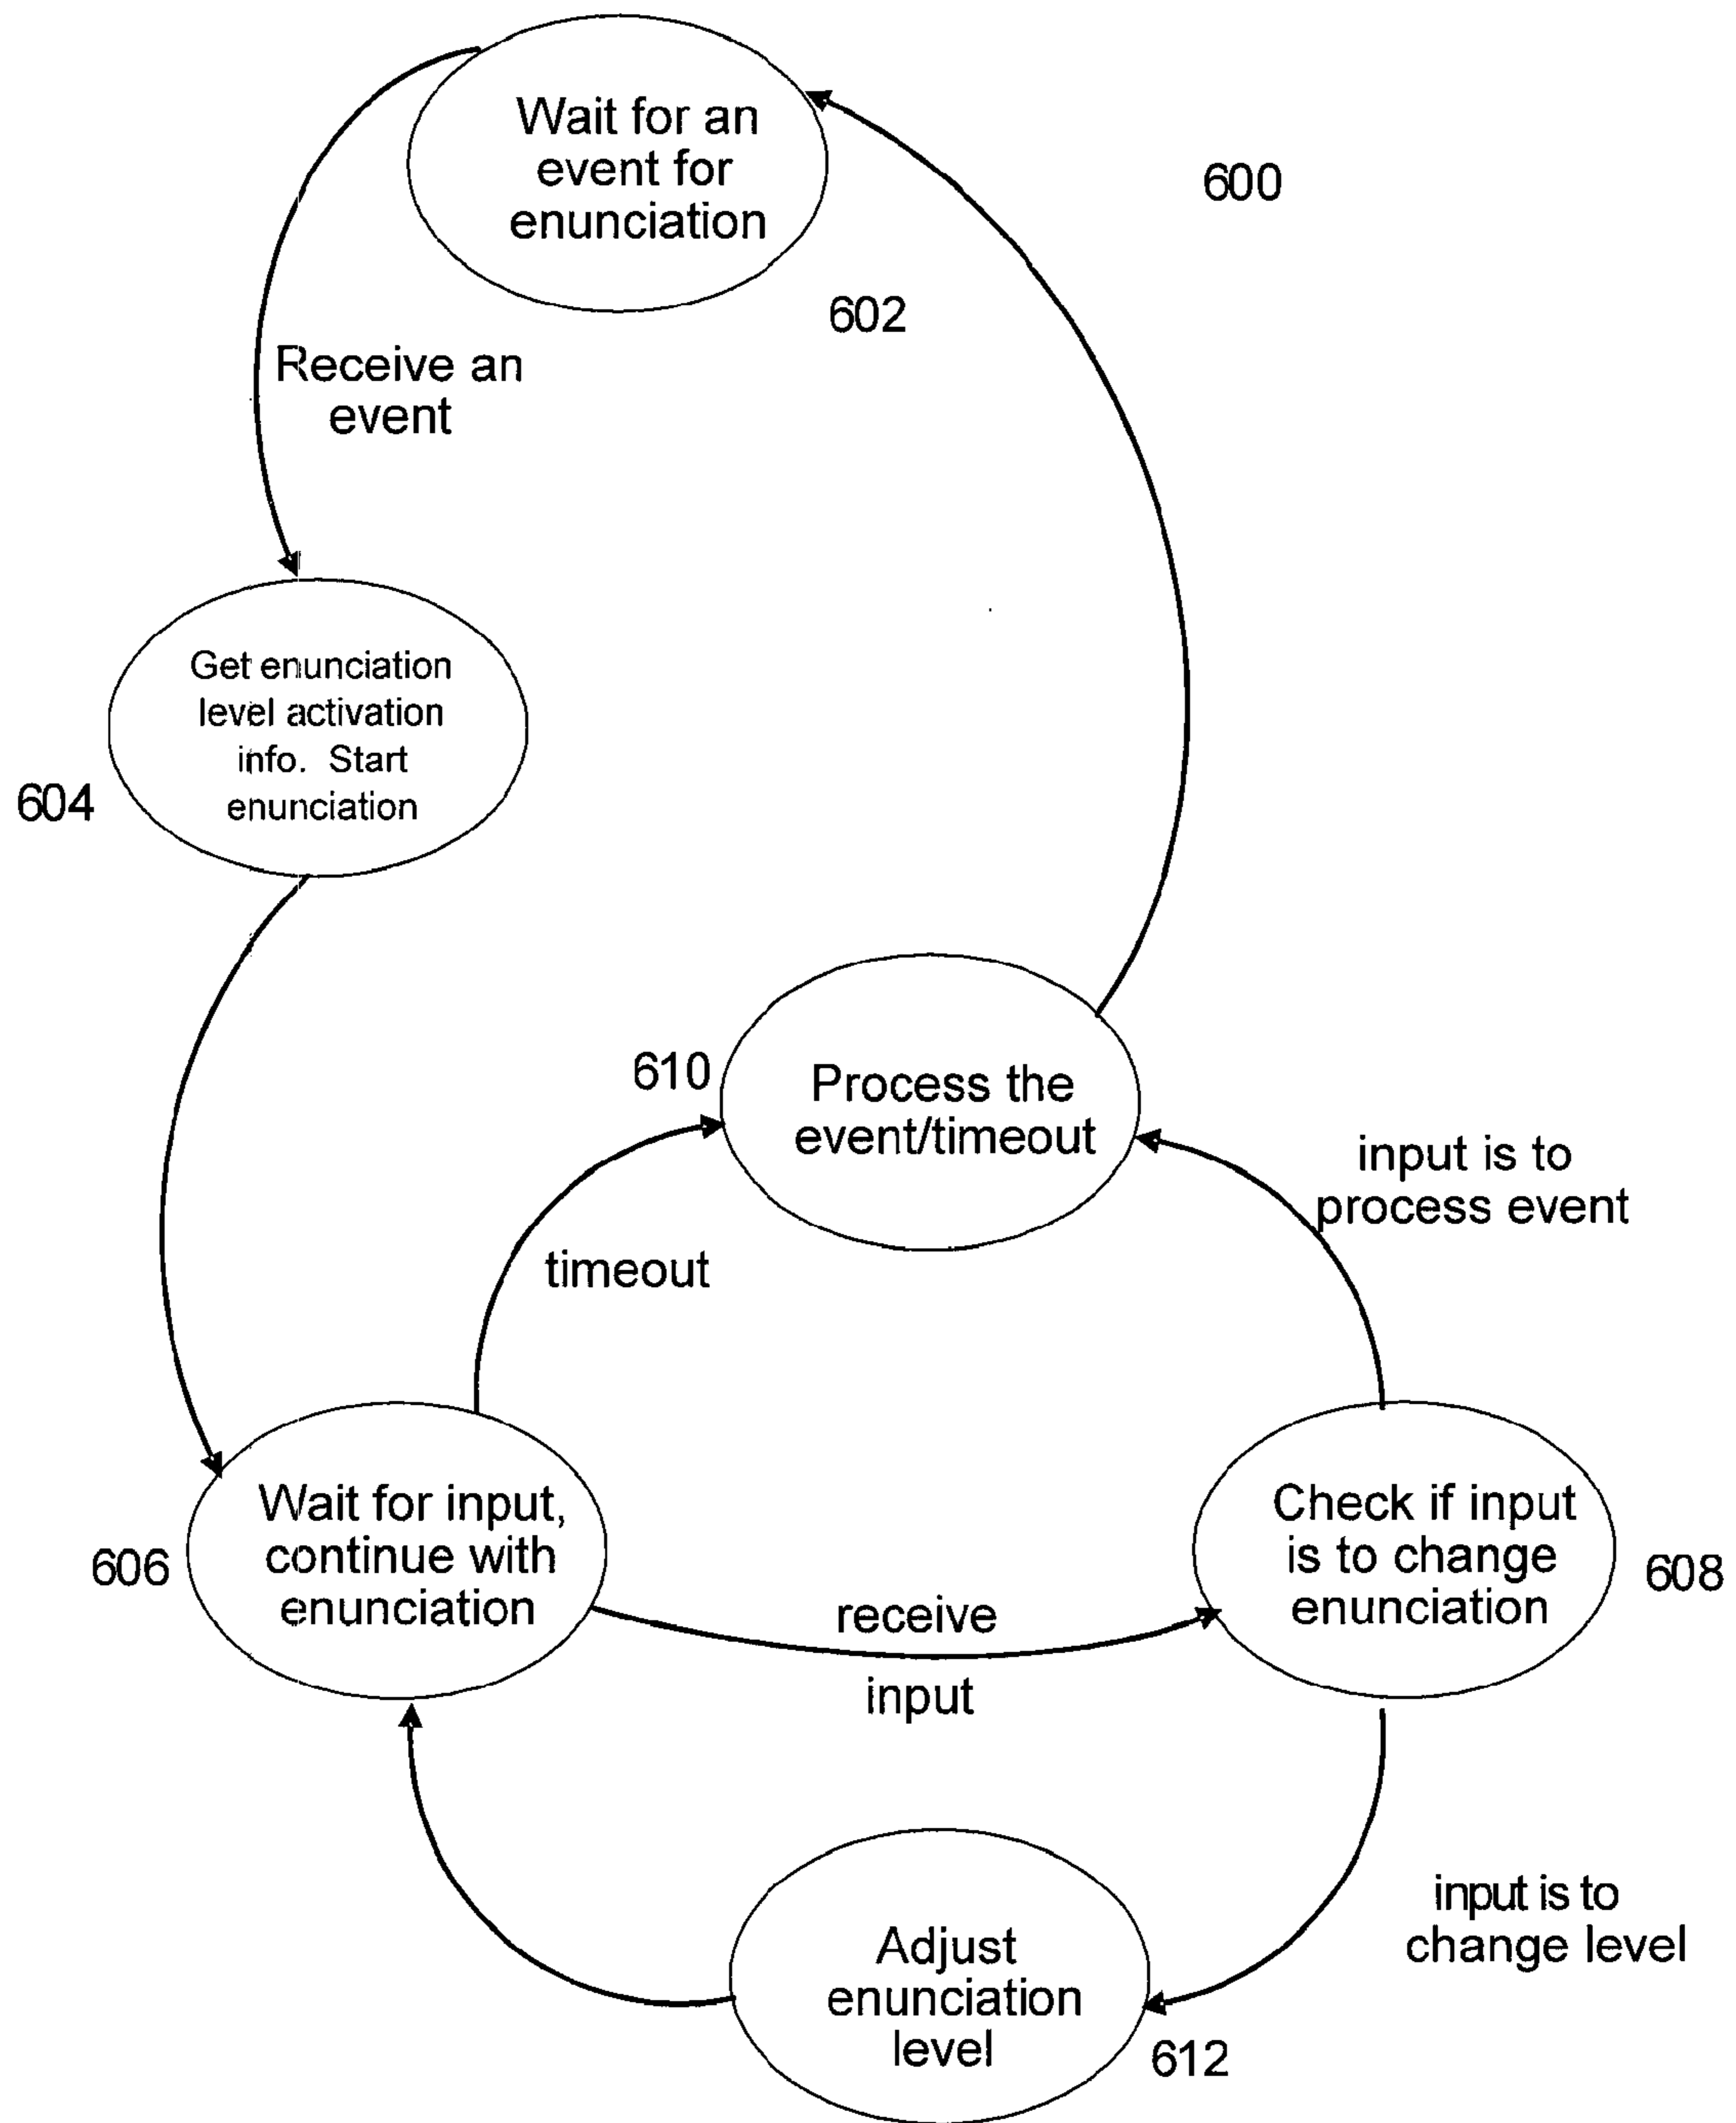 Wait for an
event for
enunciation
600
602
Receive an
event
Get enunciation
level activation
info. Start
enunciation
604
610
Process the
event/timeout
input is to
process event
timeout
Wait for input,
continue with
enunciation
606
Check if input
is to change
enunciation
608
receive
input
input is to
change level
Adjust
enunciation
level
612